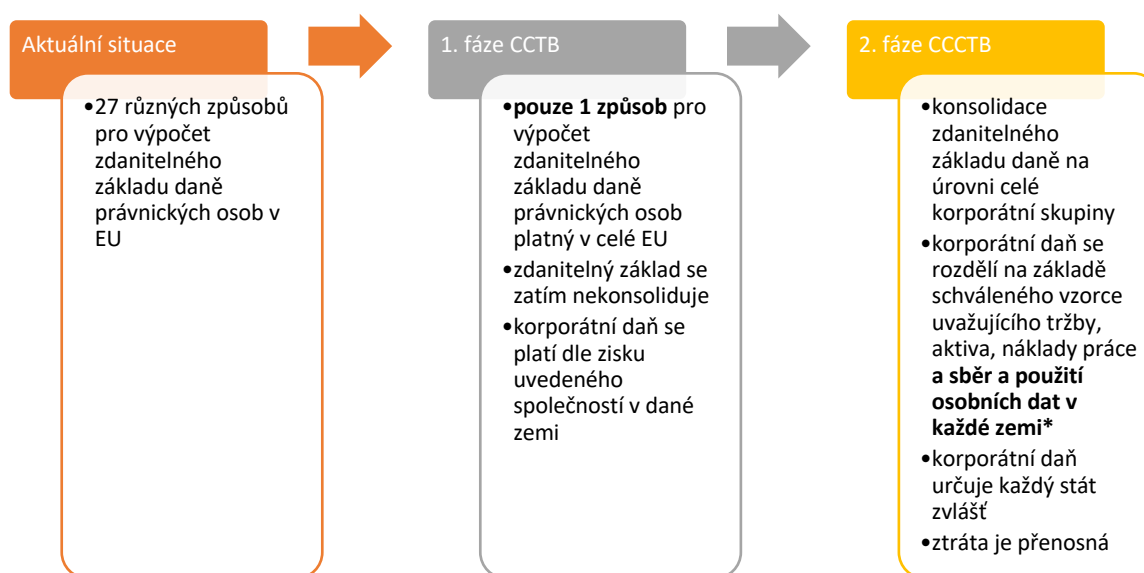 Aktuální situace
•27 různých způsobů
pro výpočet
zdanitelného
základu daně
právnických osob v
EU
1. fáze CCTB
•pouze 1 způsob pro
výpočet
zdanitelného
základu daně
právnických osob
platný v celé EU
•zdanitelný základ se
zatím nekonsoliduje
•korporátní daň se
platí dle zisku
uvedeného
společností v dané
zemi
2. fáze CCCTB
•konsolidace
zdanitelného
základu daně na
úrovni celé
korporátní skupiny
•korporátní daň se
rozdělí na základě
schváleného vzorce
uvažujícího tržby,
aktiva, náklady práce
a sběr a použití
osobních dat v
každé zemi*
•korporátní daň
určuje každý stát
zvlášť
•ztráta je přenosná